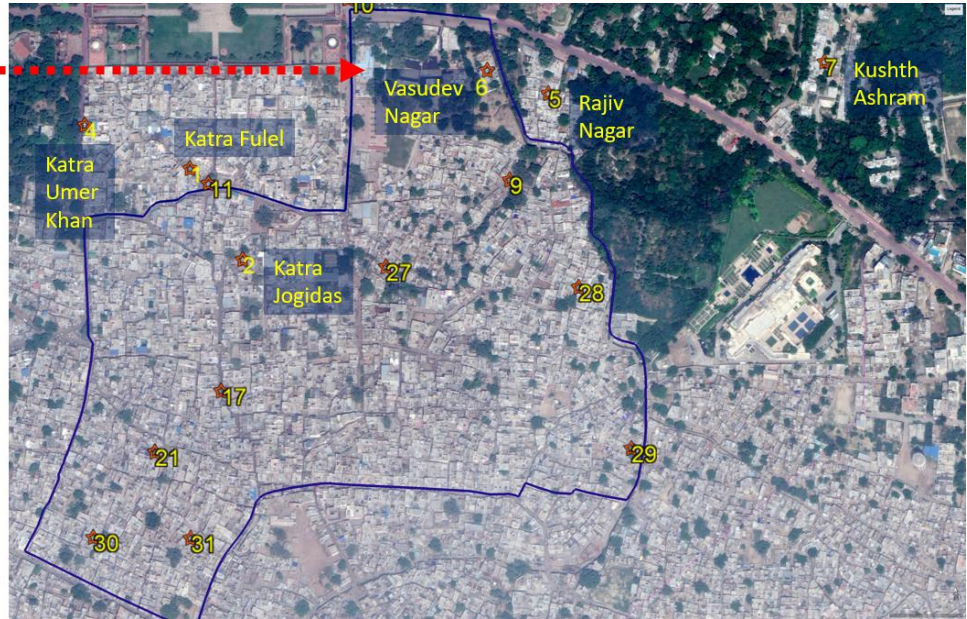 10
7
Kushth
Ashram
6
Vasudev
Nagar
5
Rajiv
Nagar
4
Katra Fulel
1
11
Katra
Umer
Khan
9
2
Katra
Jogidas
27
28
17
21
29
30
31